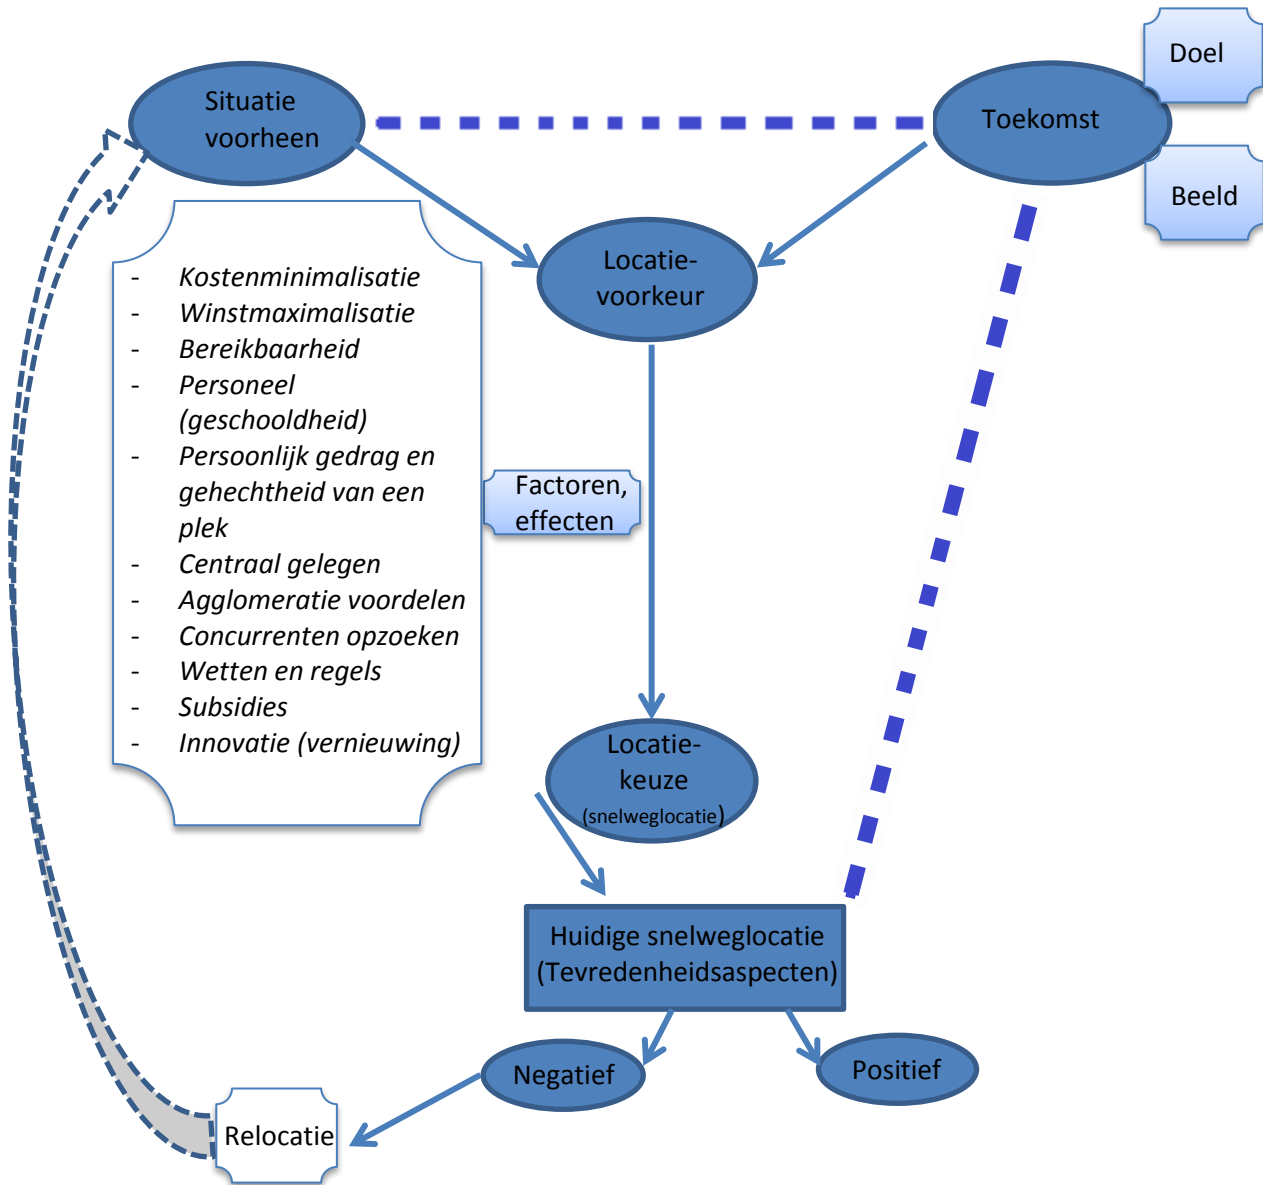 Doel
Situatie
voorheen
Toekomst
Beeld
Locatie-
voorkeur
- Kostenminimalisatie
- Winstmaximalisatie
- Bereikbaarheid
- Personeel
(geschooldheid)
- Persoonlijk gedrag en
gehechtheid van een
plek
- Centraal gelegen
- Agglomeratie voordelen
- Concurrenten opzoeken
- Wetten en regels
- Subsidies
- Innovatie (vernieuwing)
Factoren,
effecten
Locatie-
keuze
(snelweglocatie)
Huidige snelweglocatie
(Tevredenheidsaspecten)
Negatief
Positief
Relocatie